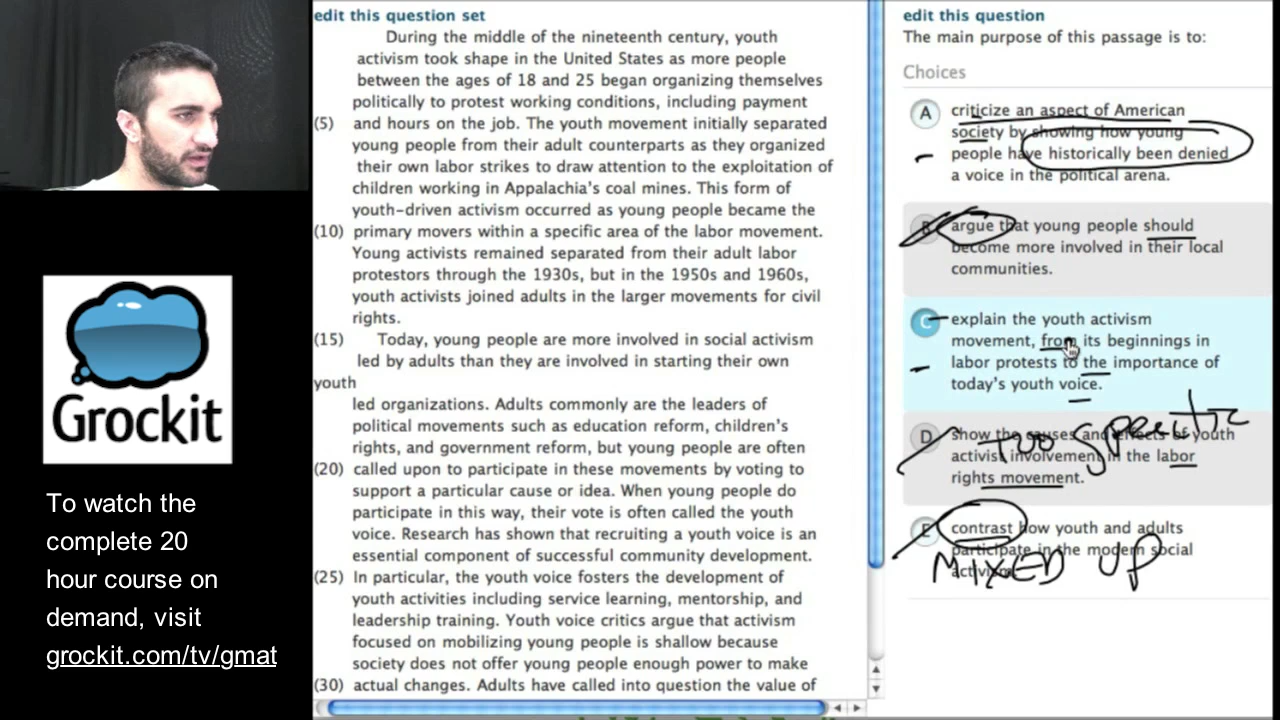 edit this question set
During the middle of the nineteenth century, youth
activism took shape in the United States as more people
between the ages of 18 and 25 began organizing themselves
politically to protest working conditions, including payment
(5) and hours on the job. The youth movement initially separated
young people from their adult counterparts as they organized
their own labor strikes to draw attention to the exploitation of
children working in Appalachia's coal mines. This form of
youth-driven activism occurred as young people became the
(10) primary movers within a specific area of the labor movement.
Young activists remained separated from their adult labor
protestors through the 1930s, but in the 1950s and 1960s,
youth activists joined adults in the larger movements for civil
rights.
(15) Today, young people are more involved in social activism
led by adults than they are involved in starting their own
youth
led organizations. Adults commonly are the leaders of
political movements such as education reform, children's
rights, and government reform, but young people are often
(20) called upon to participate in these movements by voting to
support a particular cause or idea. When young people do
participate in this way, their vote is often called the youth
voice. Research has shown that recruiting a youth voice is an
essential component of successful community development.
(25) In particular, the youth voice fosters the development of
youth activities including service learning, mentorship, and
leadership training. Youth voice critics argue that activism
focused on mobilizing young people is shallow because
society does not offer young people enough power to make
(30) actual changes. Adults have called into question the value of
edit this question
The main purpose of this passage is to:
Choices
A criticize an aspect of American
society by showing how young
people have historically been denied
a voice in the political arena.
B argue that young people should
become more involved in their local
communities.
C explain the youth activism
movement, from its beginnings in
labor protests to the importance of
today's youth voice.
D show the causes and effects of youth
activist involvement in the labor
rights movement.
TOO specific
E contrast how youth and adults
participate in the modern social
activism.
MIXED UP
Grockit
To watch the
complete 20
hour course on
demand, visit
grockit.com/tv/gmat